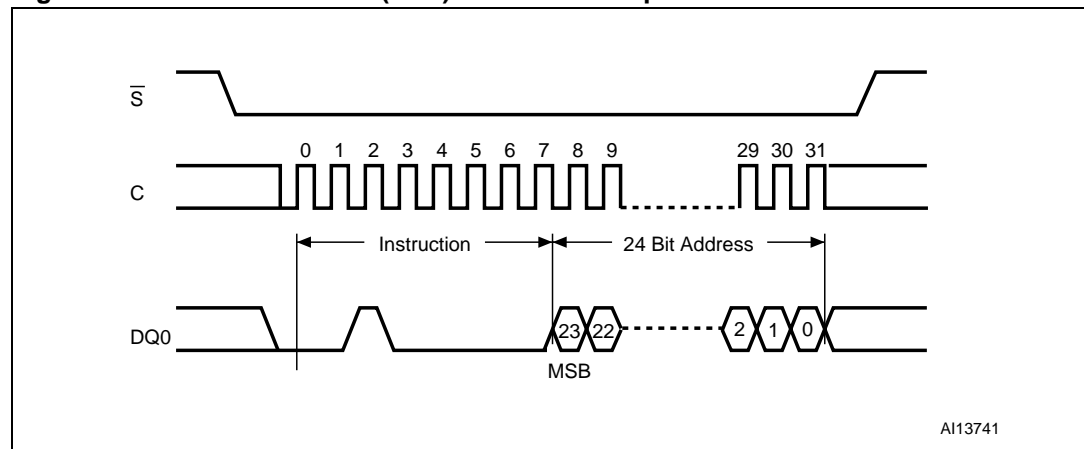 S
0 1 2 3 4 5 6 7 8 9 29 30 31
C
Instruction 24 Bit Address
DQ0 23 22 2 1 0
MSB
AI13741